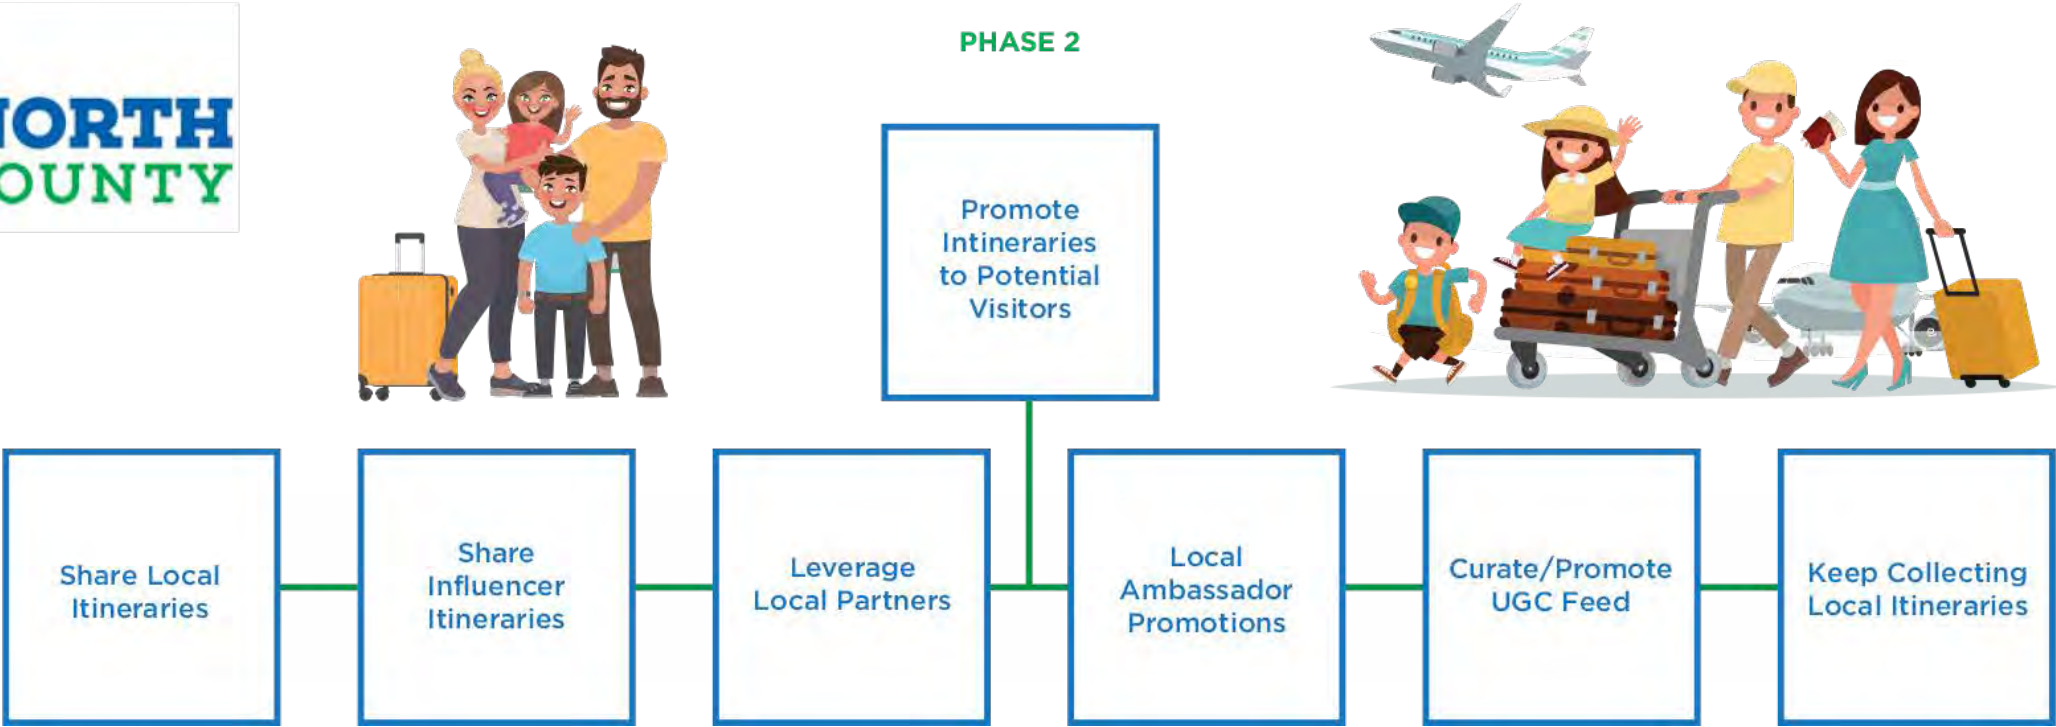 NORTH
OUNTY
PHASE 2
Promote
Intineraries
to Potential
Visitors
Share Local
Itineraries
Share
Influencer
Itineraries
Leverage
Local Partners
Local
Ambassador
Promotions
Curate/Promote
UGC Feed
Keep Collecting
Local Itineraries